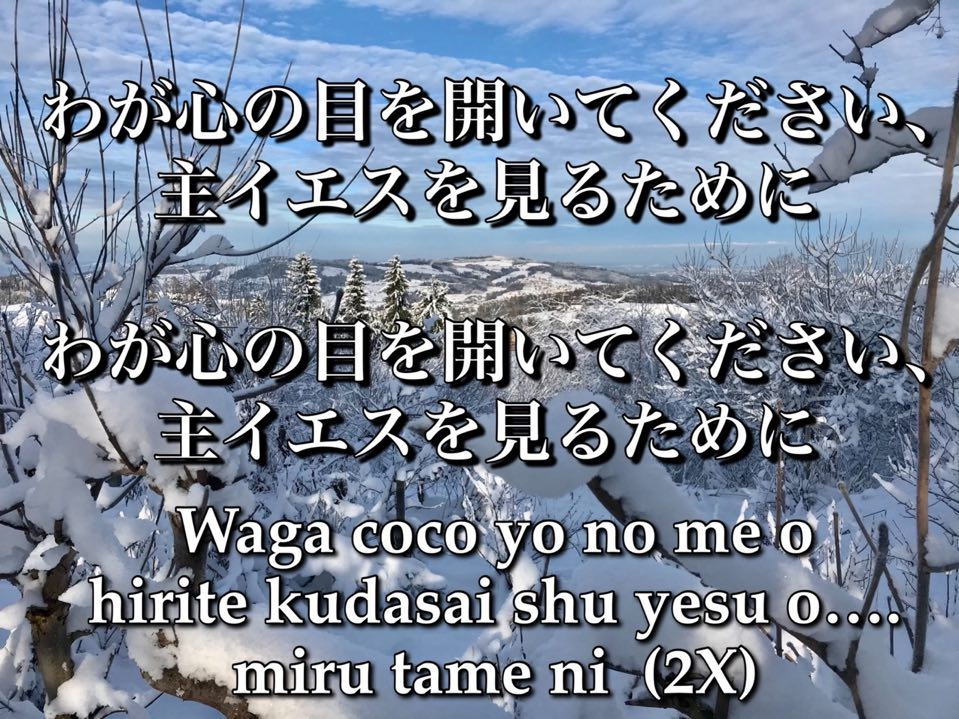 わが心の目を開いてください、
主イエスを見るために
わが心の目を開いてください、
主イエスを見るために
Waga coco yo no me o
hirite kudasai shu yesu o....
miru tame ni (2X)